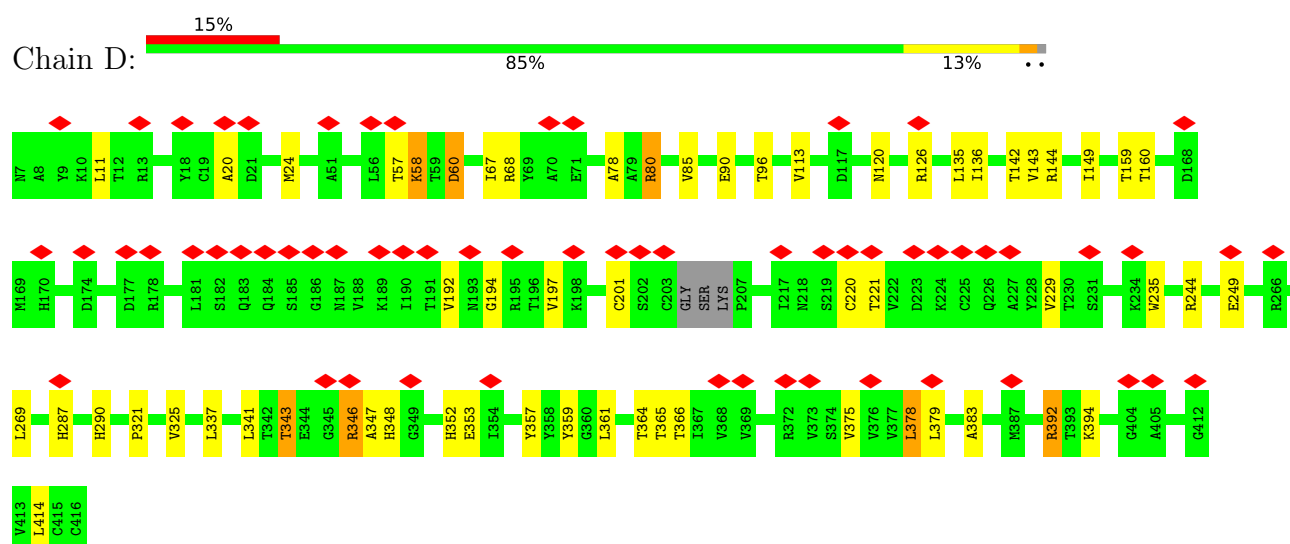 15%
Chain D:
85% 13% • •
N7 A8 Y9 K10 L11 T12 R13 Y18 C19 A20 D21 M24 A51 L56 T57 K58 T59 D60 I67 R68 Y69 A70 E71 A78 A79 R80 V85 E90 T96 V113 D117 N120 R126 L135 I136 T142 V143 R144 I149 T159 T160 D168
M169 H170 D174 D177 R178 L181 S182 Q183 Q184 S185 G186 N187 V188 K189 I190 T191 V192 N193 G194 R195 T196 V197 K198 C201 S202 C203 GLY SER LYS P207 I217 N218 S219 C220 T221 V222 D223 K224 C225 Q226 A227 Y228 V229 T230 S231 K234 W235 R244 E249 R266
L269 H287 H290 P321 V325 L337 L341 T342 T343 E344 G345 R346 A347 H348 G349 H352 E353 I354 Y357 Y358 Y359 G360 L361 T364 T365 T366 I367 V368 V369 R372 V373 S374 V375 V376 V377 L378 L379 A383 M387 R392 T393 K394 G404 A405 G412
V413 L414 C415 C416